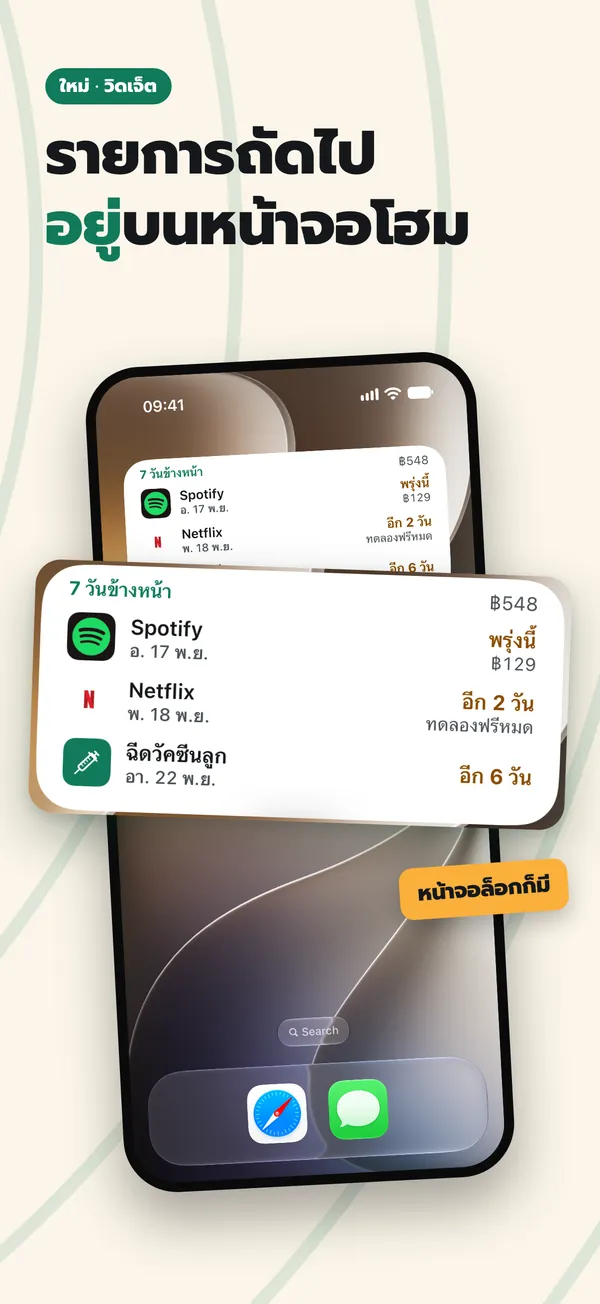 ใหม่ · วิดเจ็ต
รายการถัดไป
อยู่บนหน้าจอโฮม
09:41
7 วันข้างหน้า
฿548
Spotify
อ. 17 พ.ย.
พรุ่งนี้
฿129
Netflix
พ. 18 พ.ย.
อีก 2 วัน
ทดลองฟรีหมด
อีก 6 วัน
7 วันข้างหน้า
฿548
Spotify
อ. 17 พ.ย.
พรุ่งนี้
฿129
N
Netflix
พ. 18 พ.ย.
อีก 2 วัน
ทดลองฟรีหมด
ฉีดวัคซีนลูก
อา. 22 พ.ย.
อีก 6 วัน
หน้าจอล็อกก็มี
Search